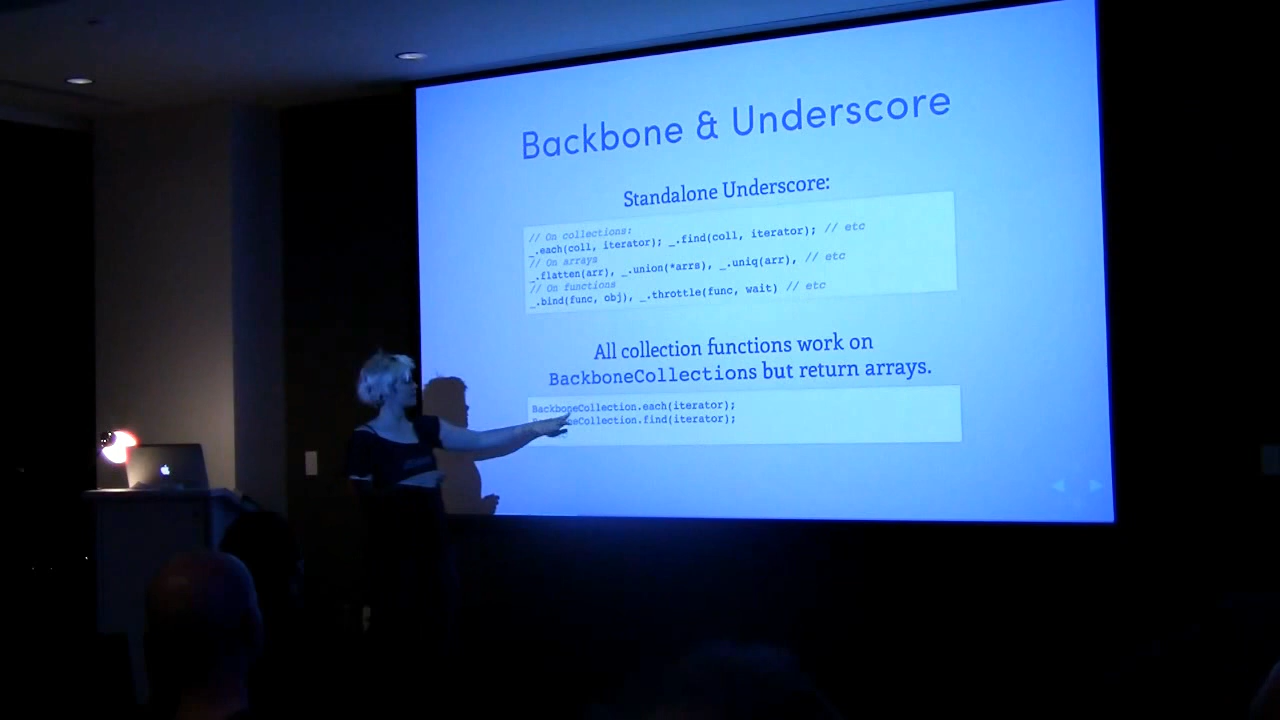 Backbone & Underscore
Standalone Underscore:
// On collections:
_.each(coll, iterator); _.find(coll, iterator); // etc
// On arrays
_.flatten(arr), _.union(*arrs), _.uniq(arr), // etc
// On functions
_.bind(func, obj), _.throttle(func, wait) // etc
All collection functions work on
BackboneCollections but return arrays.
BackboneCollection.each(iterator);
BackboneCollection.find(iterator);